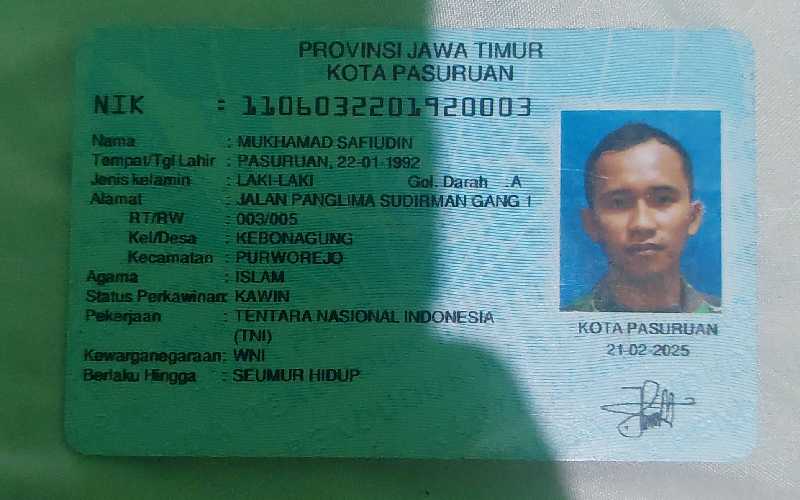 PROVINSI JAWA TIMUR
KOTA PASURUAN
NIK : 1106032201920003
Nama : MUKHAMAD SAFIUDIN
Tempat/Tgl Lahir : PASURUAN, 22-01-1992
Jenis kelamin : LAKI-LAKI Gol. Darah : A
Alamat : JALAN PANGLIMA SUDIRMAN GANG 1
RT/RW : 003/005
Kel/Desa : KEBONAGUNG
Kecamatan : PURWOREJO
Agama : ISLAM
Status Perkawinan: KAWIN
Pekerjaan : TENTARA NASIONAL INDONESIA
(TNI)
Kewarganegaraan: WNI
Berlaku Hingga : SEUMUR HIDUP
KOTA PASURUAN
21-02-2025